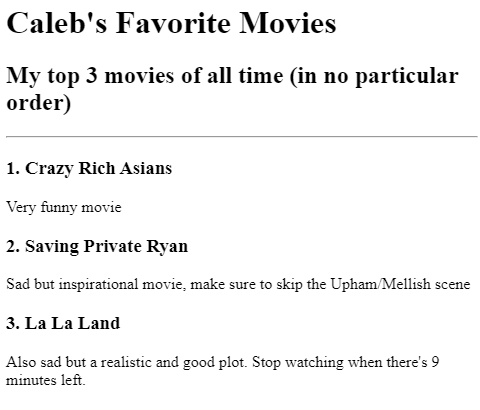 Caleb's Favorite Movies
My top 3 movies of all time (in no particular
order)
1. Crazy Rich Asians
Very funny movie
2. Saving Private Ryan
Sad but inspirational movie, make sure to skip the Upham/Mellish scene
3. La La Land
Also sad but a realistic and good plot. Stop watching when there's 9
minutes left.